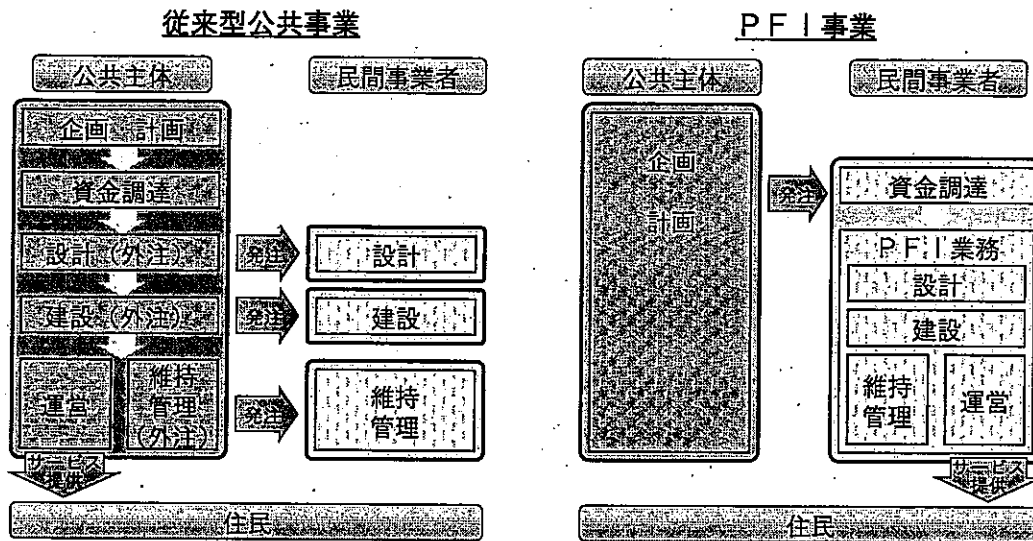 従来型公共事業
公共主体
民間事業者
企画 計画
資金調達
設計(外注)
建設(外注)
運営
維持
管理
(外注)
発注
設計
発注
建設
発注
維持
管理
サービス
提供
住民
PFI事業
公共主体
民間事業者
企画
計画
発注
資金調達
PFI業務
設計
建設
維持
管理
運営
サービス
提供
住民